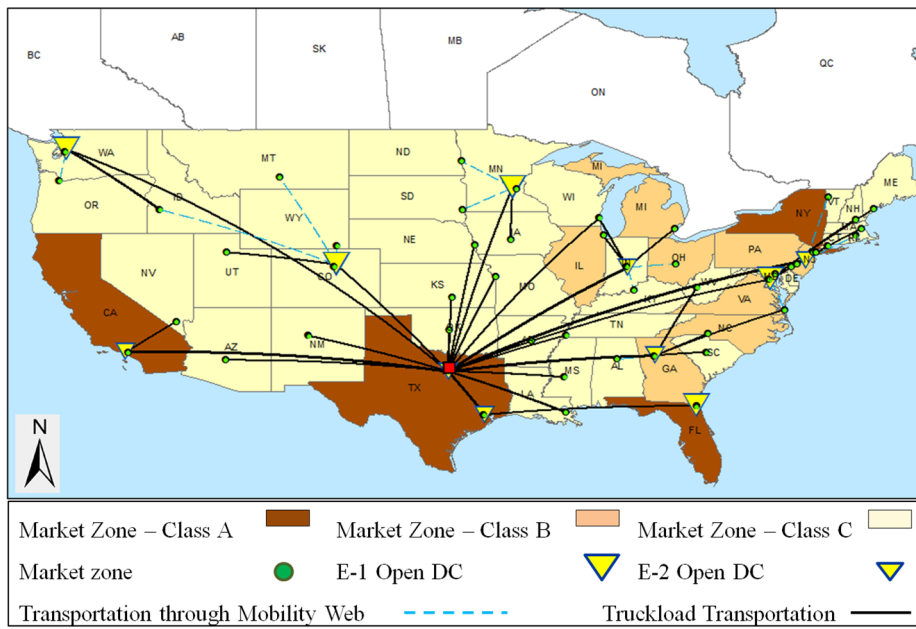 AB
MB
BC
SK
QC
ON
WA
MT
ND
MN
ME
OR
ID
SD
WI
MI
VT
NH
NY
WY
MI
IA
NE
PA
NV
UT
CO
IL
OH
DE
CA
KS
MO
KY
VA
AZ
NM
TN
NC
SC
TX
LA
MS
AL
GA
FL
N
Market Zone – Class A
Market Zone – Class B
Market Zone – Class C
Market zone
E-1 Open DC
E-2 Open DC
Transportation through Mobility Web
Truckload Transportation